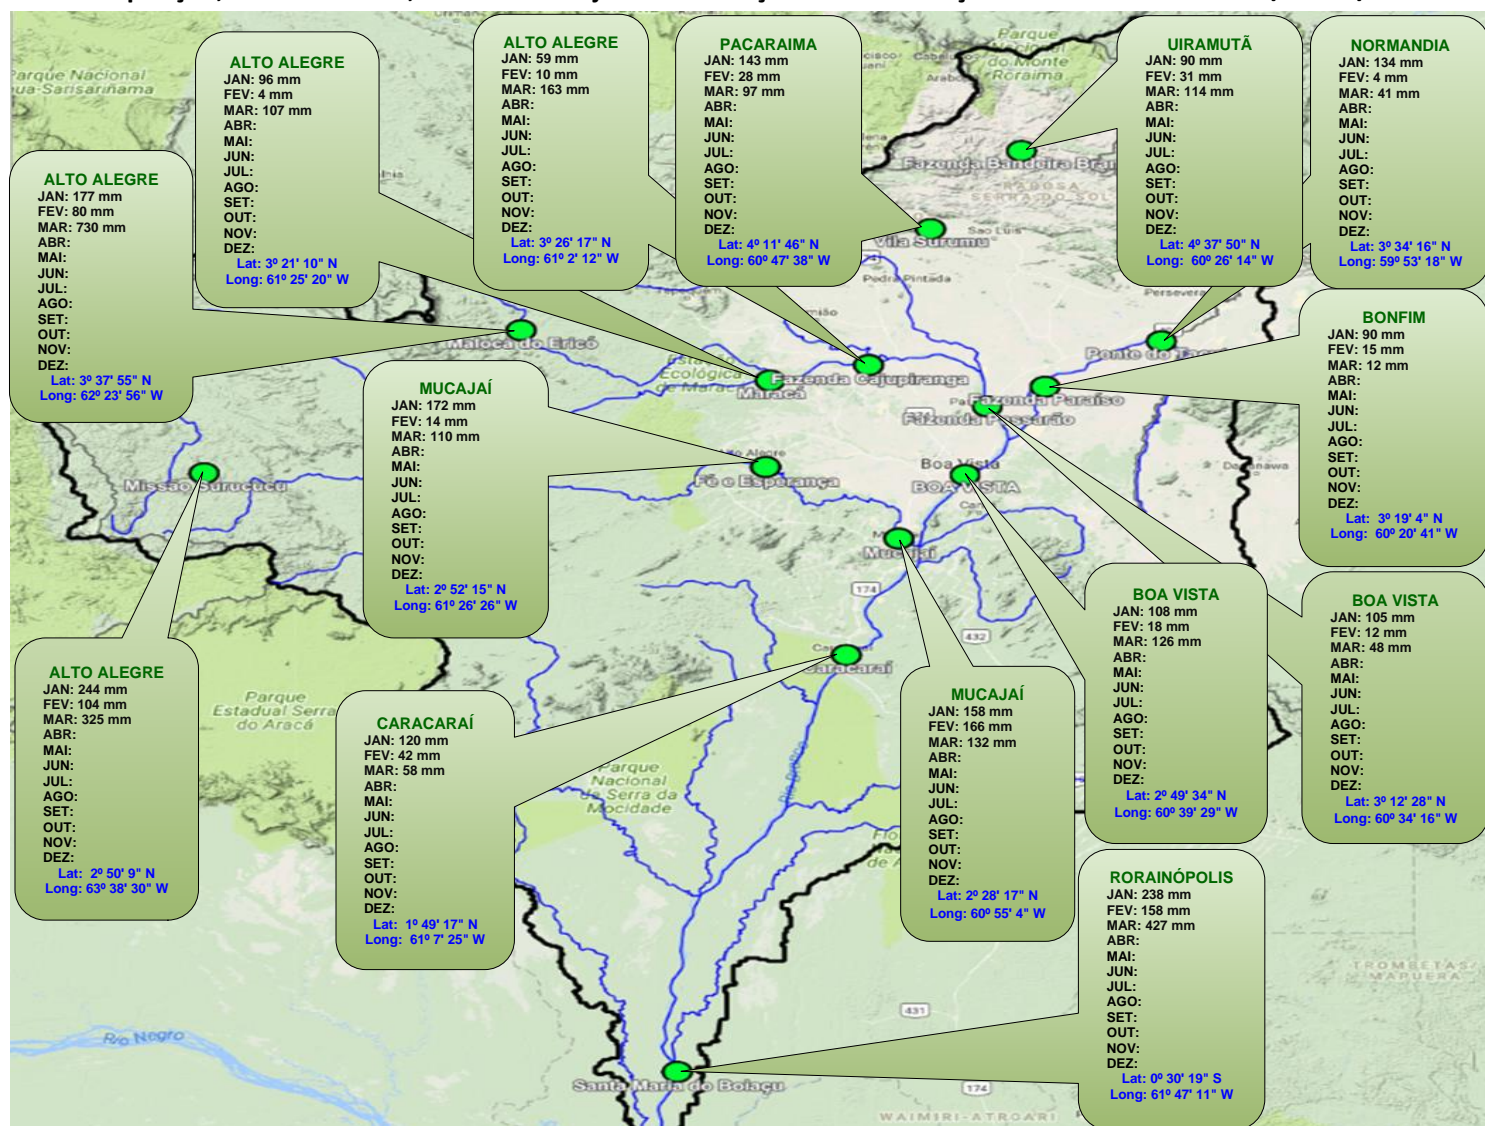 ALTO ALEGRE
JAN: 96 mm
FEV: 4 mm
MAR: 107 mm
ABR:
MAI:
JUN:
JUL:
AGO:
SET:
OUT:
NOV:
DEZ:
Lat: 3º 21' 10" N
Long: 61º 25' 20" W
ALTO ALEGRE
JAN: 59 mm
FEV: 10 mm
MAR: 163 mm
ABR:
MAI:
JUN:
JUL:
AGO:
SET:
OUT:
NOV:
DEZ:
Lat: 3º 26' 17" N
Long: 61º 2' 12" W
PACARAIMA
JAN: 143 mm
FEV: 28 mm
MAR: 97 mm
ABR:
MAI:
JUN:
JUL:
AGO:
SET:
OUT:
NOV:
DEZ:
Lat: 4º 11' 46" N
Long: 60º 47' 38" W
UIRAMUTÃ
JAN: 90 mm
FEV: 31 mm
MAR: 114 mm
ABR:
MAI:
JUN:
JUL:
AGO:
SET:
OUT:
NOV:
DEZ:
Lat: 4º 37' 50" N
Long: 60º 26' 14" W
NORMANDIA
JAN: 134 mm
FEV: 4 mm
MAR: 41 mm
ABR:
MAI:
JUN:
JUL:
AGO:
SET:
OUT:
NOV:
DEZ:
Lat: 3º 34' 16" N
Long: 59º 53' 18" W
ALTO ALEGRE
JAN: 177 mm
FEV: 80 mm
MAR: 730 mm
ABR:
MAI:
JUN:
JUL:
AGO:
SET:
OUT:
NOV:
DEZ:
Lat: 3º 37' 55" N
Long: 62º 23' 56" W
BONFIM
JAN: 90 mm
FEV: 15 mm
MAR: 12 mm
ABR:
MAI:
JUN:
JUL:
AGO:
SET:
OUT:
NOV:
DEZ:
Lat: 3º 19' 4" N
Long: 60º 20' 41" W
MUCAJAÍ
JAN: 172 mm
FEV: 14 mm
MAR: 110 mm
ABR:
MAI:
JUN:
JUL:
AGO:
SET:
OUT:
NOV:
DEZ:
Lat: 2º 52' 15" N
Long: 61º 26' 26" W
BOA VISTA
JAN: 108 mm
FEV: 18 mm
MAR: 126 mm
ABR:
MAI:
JUN:
JUL:
AGO:
SET:
OUT:
NOV:
DEZ:
Lat: 2º 49' 34" N
Long: 60º 39' 29" W
BOA VISTA
JAN: 105 mm
FEV: 12 mm
MAR: 48 mm
ABR:
MAI:
JUN:
JUL:
AGO:
SET:
OUT:
NOV:
DEZ:
Lat: 3º 12' 28" N
Long: 60º 34' 16" W
ALTO ALEGRE
JAN: 244 mm
FEV: 104 mm
MAR: 325 mm
ABR:
MAI:
JUN:
JUL:
AGO:
SET:
OUT:
NOV:
DEZ:
Lat: 2º 50' 9" N
Long: 63º 38' 30" W
CARACARAÍ
JAN: 120 mm
FEV: 42 mm
MAR: 58 mm
ABR:
MAI:
JUN:
JUL:
AGO:
SET:
OUT:
NOV:
DEZ:
Lat: 1º 49' 17" N
Long: 61º 7' 25" W
MUCAJAÍ
JAN: 158 mm
FEV: 166 mm
MAR: 132 mm
ABR:
MAI:
JUN:
JUL:
AGO:
SET:
OUT:
NOV:
DEZ:
Lat: 2º 28' 17" N
Long: 60º 55' 4" W
RORAINÓPOLIS
JAN: 238 mm
FEV: 158 mm
MAR: 427 mm
ABR:
MAI:
JUN:
JUL:
AGO:
SET:
OUT:
NOV:
DEZ:
Lat: 0º 30' 19" S
Long: 61º 47' 11" W
Parque
do Monte
Roraima
Parque Nacional
Fazenda Bandeira
RAPOSA
SERRA DO SOL
Vila Surumu
Sao Luis
Pedra Pintada
Maloca do Ericó
Ponte do
Ecológica
de Maracá
Fazenda Cajupiranga
Maracá
Fazenda Paraíso
Fazenda Passarão
Missão Surucucu
Fé e Esperança
Boa Vista
BOA VISTA
Mucajaí
174
432
Caracaraí
Parque
Estadual Serra
do Aracá
Parque
Nacional
da Serra da
Mocidade
Rio Branco
Rio Negro
431
TROMBETAS/
MAPUERA
Santa Maria do Boiaçu
174
WAIMIRI-ATROARI